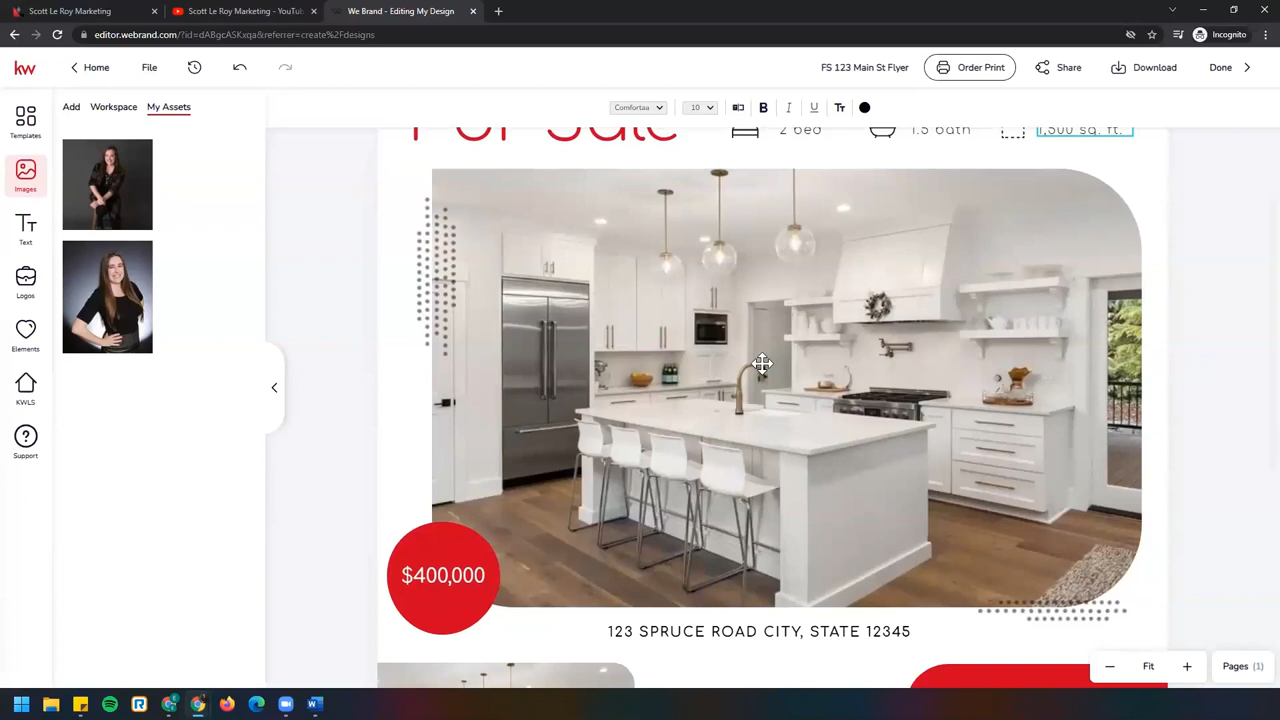 Scott Le Roy Marketing
Scott Le Roy Marketing - YouTub
We Brand - Editing My Design
editor.webrand.com/?id=dABgcASKxqa&referrer=create%2Fdesigns
Incognito
kw
Home
File
FS 123 Main St Flyer
Order Print
Share
Download
Done
Templates
Images
Text
Logos
Elements
KWLS
Support
Add
Workspace
My Assets
Comfortaa
10
B
I
U
TT
For Sale
2 bed
1.5 bath
1,500 sq. ft.
$400,000
123 SPRUCE ROAD CITY, STATE 12345
Fit
Pages (1)